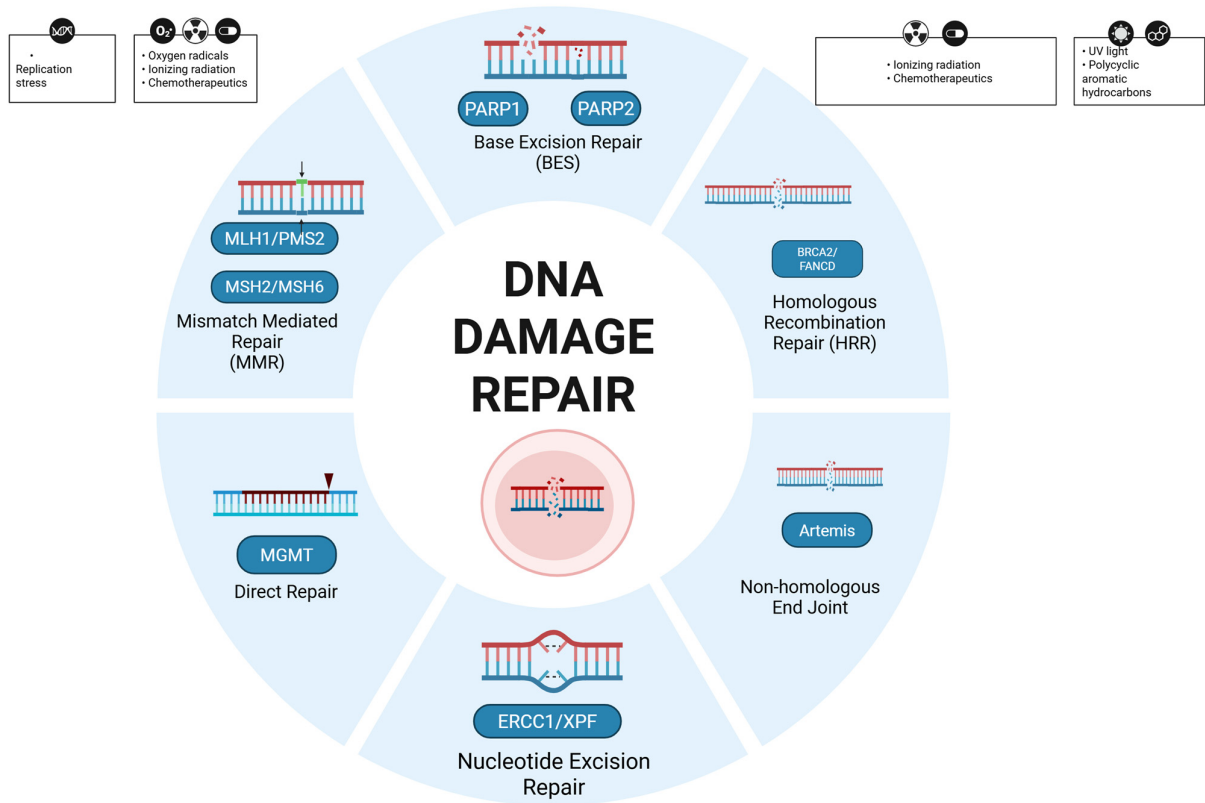 •
Replication
stress
O₂•
• Oxygen radicals
• Ionizing radiation
• Chemotherapeutics
• Ionizing radiation
• Chemotherapeutics
• UV light
• Polycyclic
aromatic
hydrocarbons
PARP1
PARP2
Base Excision Repair
(BES)
MLH1/PMS2
MSH2/MSH6
Mismatch Mediated
Repair
(MMR)
BRCA2/
FANCD
Homologous
Recombination
Repair (HRR)
DNA
DAMAGE
REPAIR
MGMT
Direct Repair
Artemis
Non-homologous
End Joint
ERCC1/XPF
Nucleotide Excision
Repair